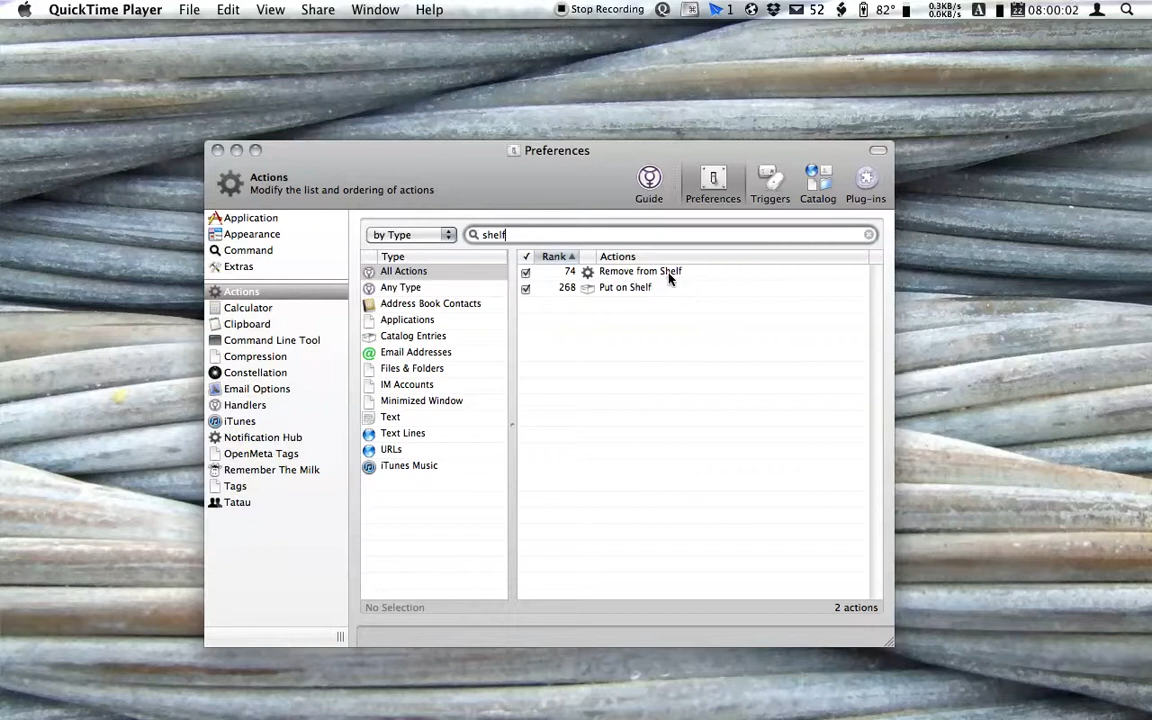 QuickTime Player File Edit View Share Window Help Stop Recording 1 52 82° 0.3KB/s 0.0KB/s A 22 08:00:02
Preferences
Actions
Modify the list and ordering of actions
Guide Preferences Triggers Catalog Plug-ins
Application
Appearance
Command
Extras
Actions
Calculator
Clipboard
Command Line Tool
Compression
Constellation
Email Options
Handlers
iTunes
Notification Hub
OpenMeta Tags
Remember The Milk
Tags
Tatau
by Type shelf
Type
All Actions
Any Type
Address Book Contacts
Applications
Catalog Entries
Email Addresses
Files & Folders
IM Accounts
Minimized Window
Text
Text Lines
URLs
iTunes Music
✓ Rank Actions
74 Remove from Shelf
268 Put on Shelf
No Selection 2 actions